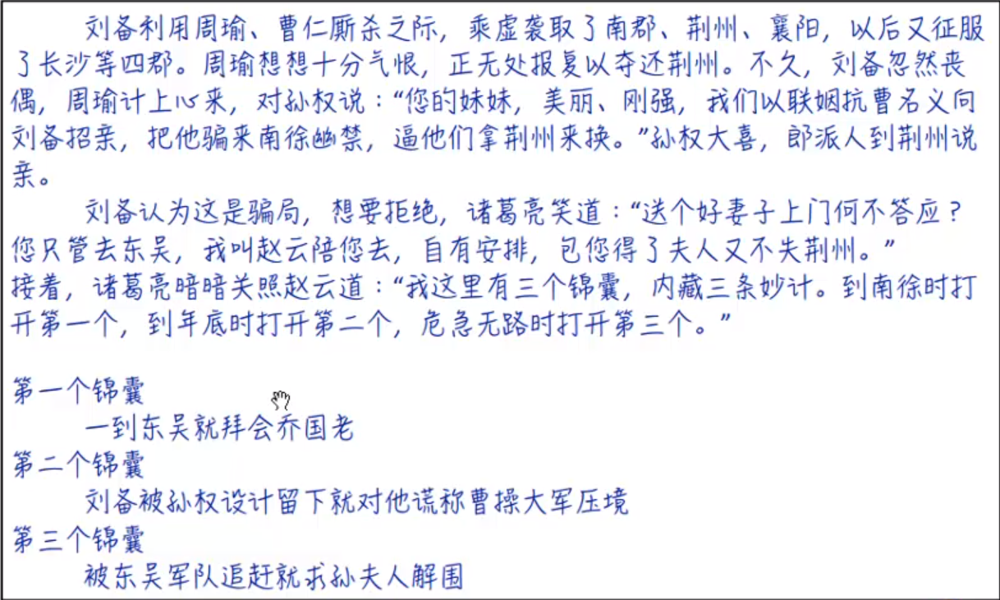 刘备利用周瑜、曹仁厮杀之际，乘虚袭取了南郡、荆州、襄阳，以后又征服
了长沙等四郡。周瑜想想十分气恨，正无处报复以夺还荆州。不久，刘备忽然丧
偶，周瑜计上心来，对孙权说：“您的妹妹，美丽、刚强，我们以联姻抗曹名义向
刘备招亲，把他骗来南徐幽禁，逼他们拿荆州来换。”孙权大喜，郎派人到荆州说
亲。
刘备认为这是骗局，想要拒绝，诸葛亮笑道：“送个好妻子上门何不答应？
您只管去东吴，我叫赵云陪您去，自有安排，包您得了夫人又不失荆州。”
接着，诸葛亮暗暗关照赵云道：“我这里有三个锦囊，内藏三条妙计。到南徐时打
开第一个，到年底时打开第二个，危急无路时打开第三个。”
第一个锦囊
一到东吴就拜会乔国老
第二个锦囊
刘备被孙权设计留下就对他谎称曹操大军压境
第三个锦囊
被东吴军队追赶就求孙夫人解围